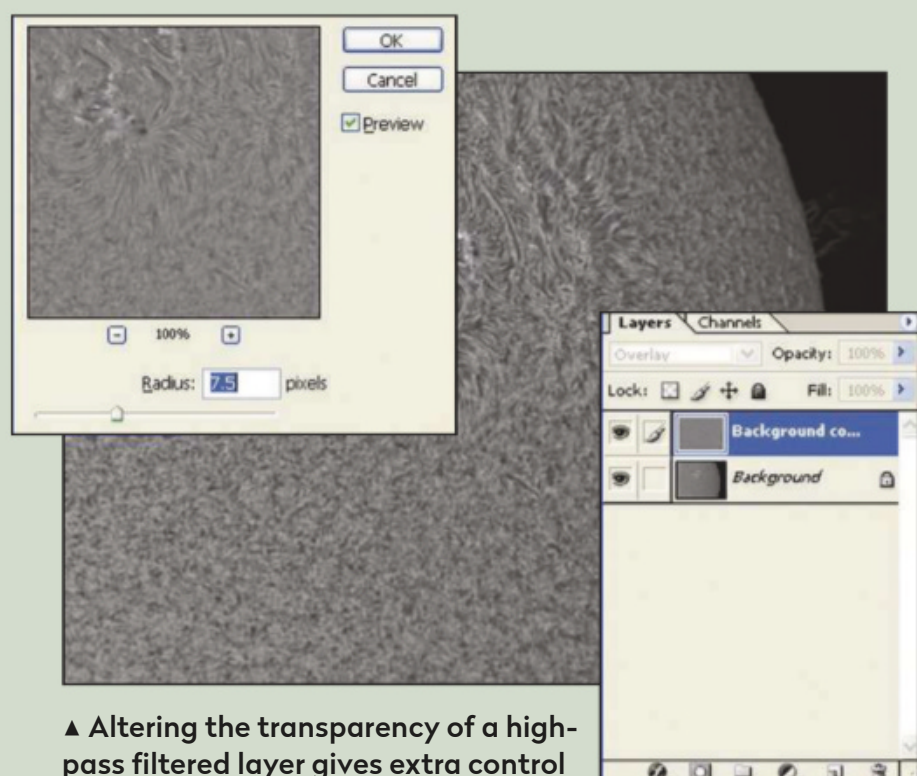 OK
Cancel
Preview
100%
Radius: 7.5 pixels
Layers Channels
Overlay Opacity: 100%
Lock: Fill: 100%
Background co...
Background
▲ Altering the transparency of a high-
pass filtered layer gives extra control